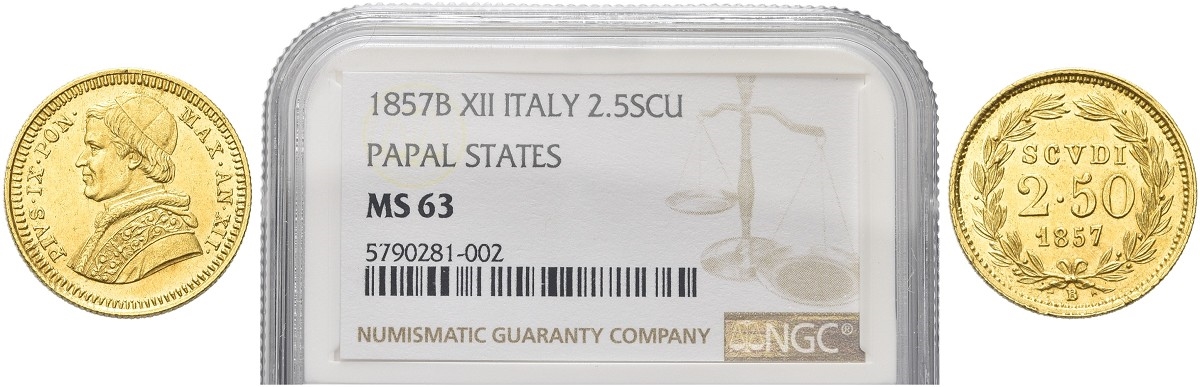 PIVS·IX·PON· MAX·AN·XII·
1857B XII ITALY 2.5SCU
PAPAL STATES
MS 63
5790281-002
NUMISMATIC GUARANTY COMPANY
NGC®
SCVDI
2·50
1857
B